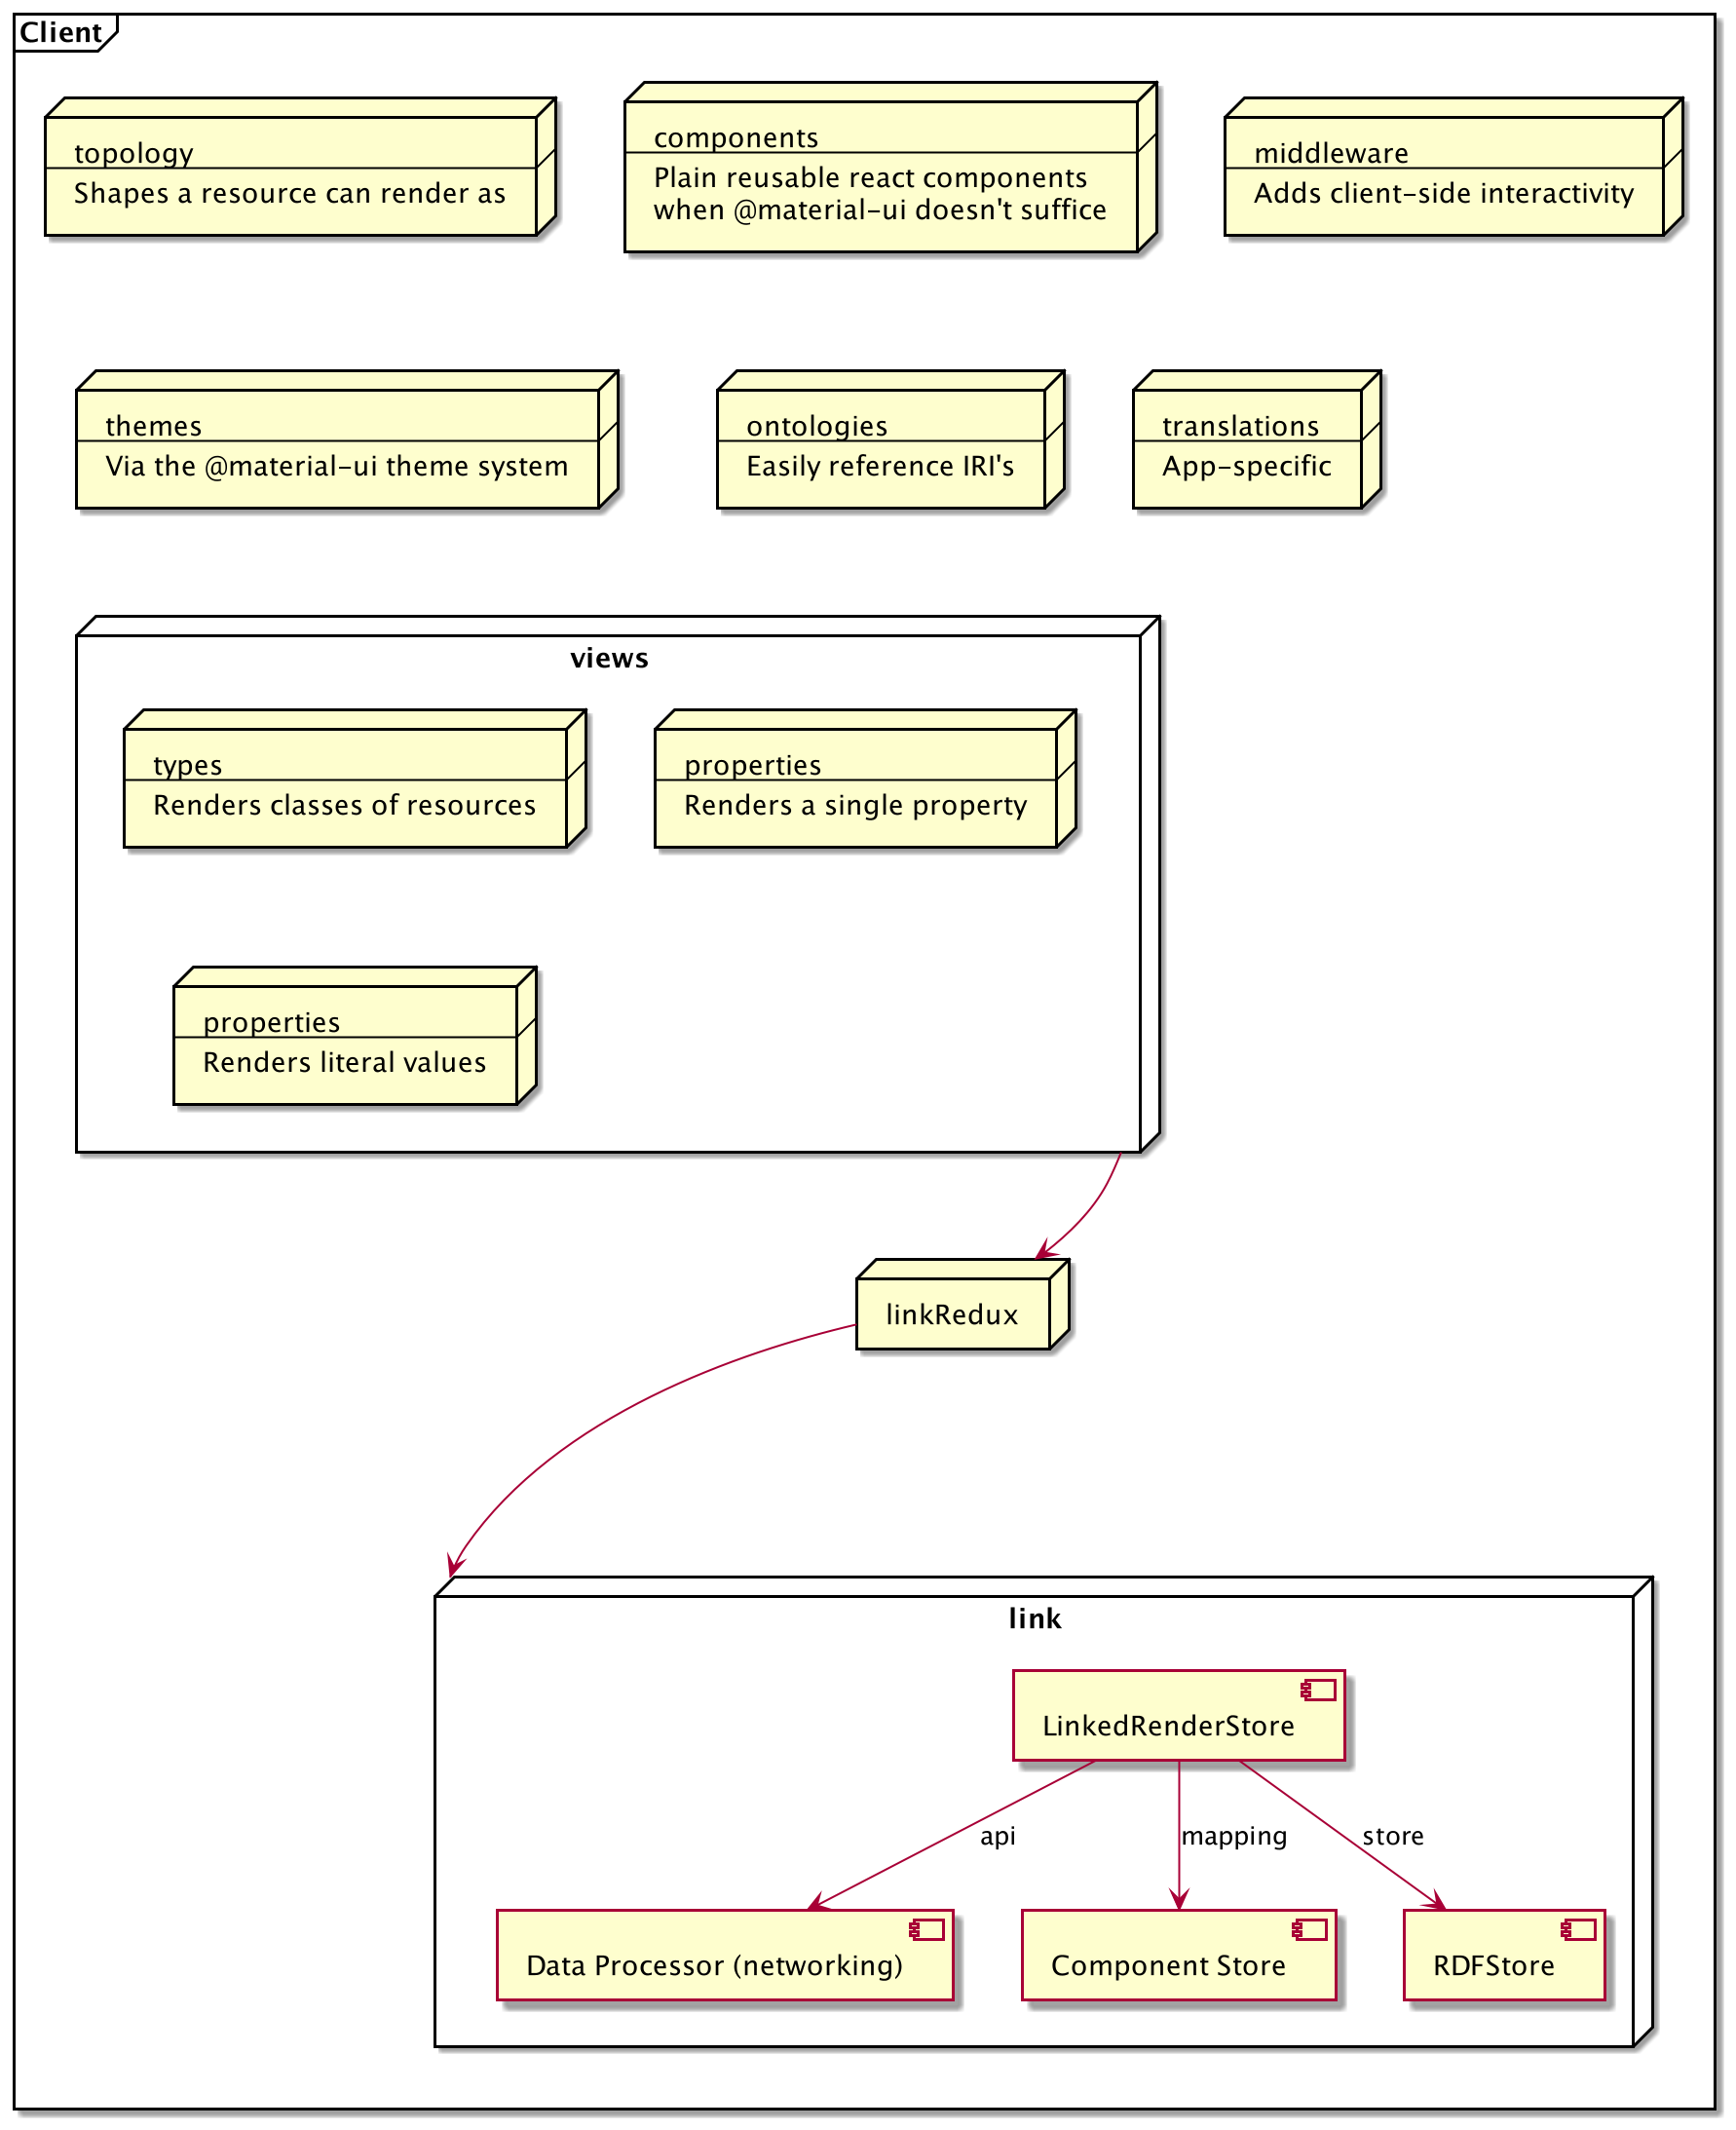 Client
topology
Shapes a resource can render as
components
Plain reusable react components
when @material-ui doesn't suffice
middleware
Adds client-side interactivity
themes
Via the @material-ui theme system
ontologies
Easily reference IRI's
translations
App-specific
views
types
Renders classes of resources
properties
Renders a single property
properties
Renders literal values
linkRedux
link
LinkedRenderStore
api
mapping
store
Data Processor (networking)
Component Store
RDFStore